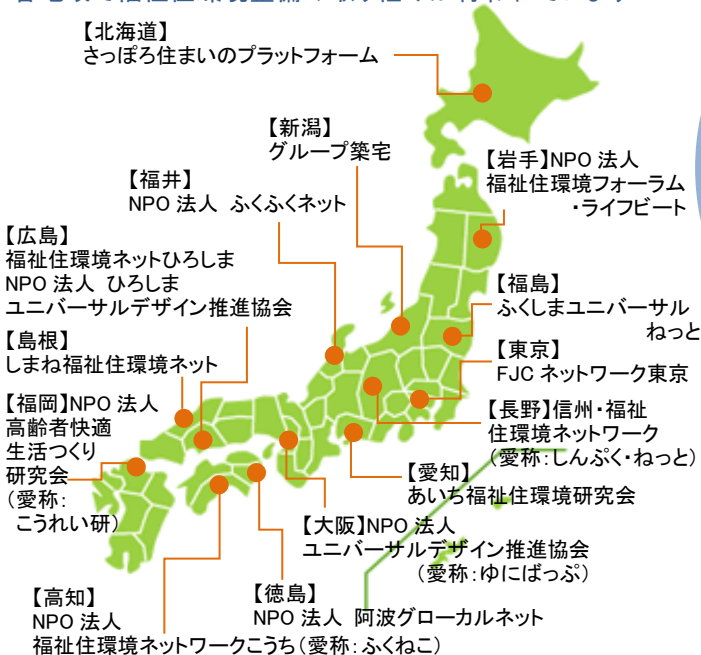 【北海道】
さっぽろ住まいのプラットフォーム
【新潟】
グループ築宅
【岩手】NPO 法人
福祉住環境フォーラム
・ライフビート
【福井】
NPO 法人 ふくふくネット
【広島】
福祉住環境ネットひろしま
NPO 法人 ひろしま
ユニバーサルデザイン推進協会
【福島】
ふくしまユニバーサル
ねっと
【島根】
しまね福祉住環境ネット
【東京】
FJC ネットワーク東京
【福岡】NPO 法人
高齢者快適
生活つくり
研究会
(愛称:
こうれい研)
【長野】信州・福祉
住環境ネットワーク
(愛称:しんぷく・ねっと)
【愛知】
あいち福祉住環境研究会
【大阪】NPO 法人
ユニバーサルデザイン推進協会
(愛称:ゆにばっぷ)
【徳島】
NPO 法人 阿波グローカルネット
【高知】
NPO 法人
福祉住環境ネットワークこうち(愛称:ふくねこ)